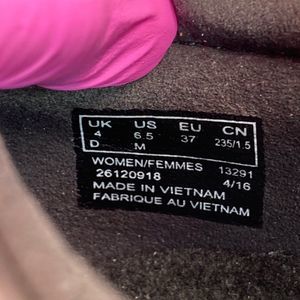 UK US EU CN
4 6.5 37 235/1.5
D M
WOMEN/FEMMES 13291
26120918 4/16
MADE IN VIETNAM
FABRIQUE AU VIETNAM